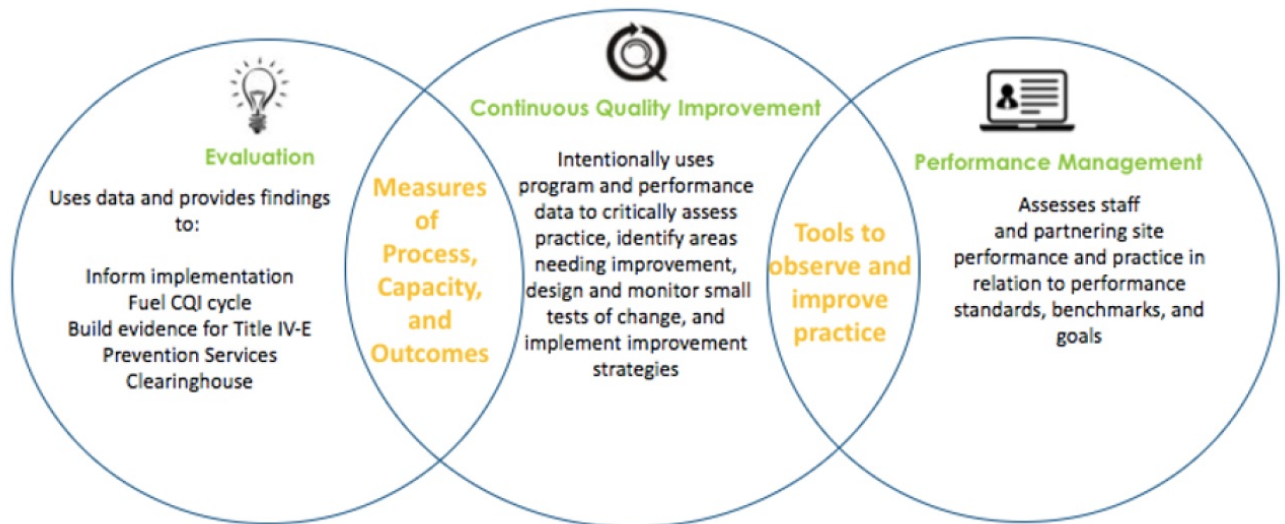 Evaluation
Uses data and provides findings
to:
Inform implementation
Fuel CQI cycle
Build evidence for Title IV-E
Prevention Services
Clearinghouse
Measures
of
Process,
Capacity,
and
Outcomes
Continuous Quality Improvement
Intentionally uses
program and performance
data to critically assess
practice, identify areas
needing improvement,
design and monitor small
tests of change, and
implement improvement
strategies
Tools to
observe and
improve
practice
Performance Management
Assesses staff
and partnering site
performance and practice in
relation to performance
standards, benchmarks, and
goals